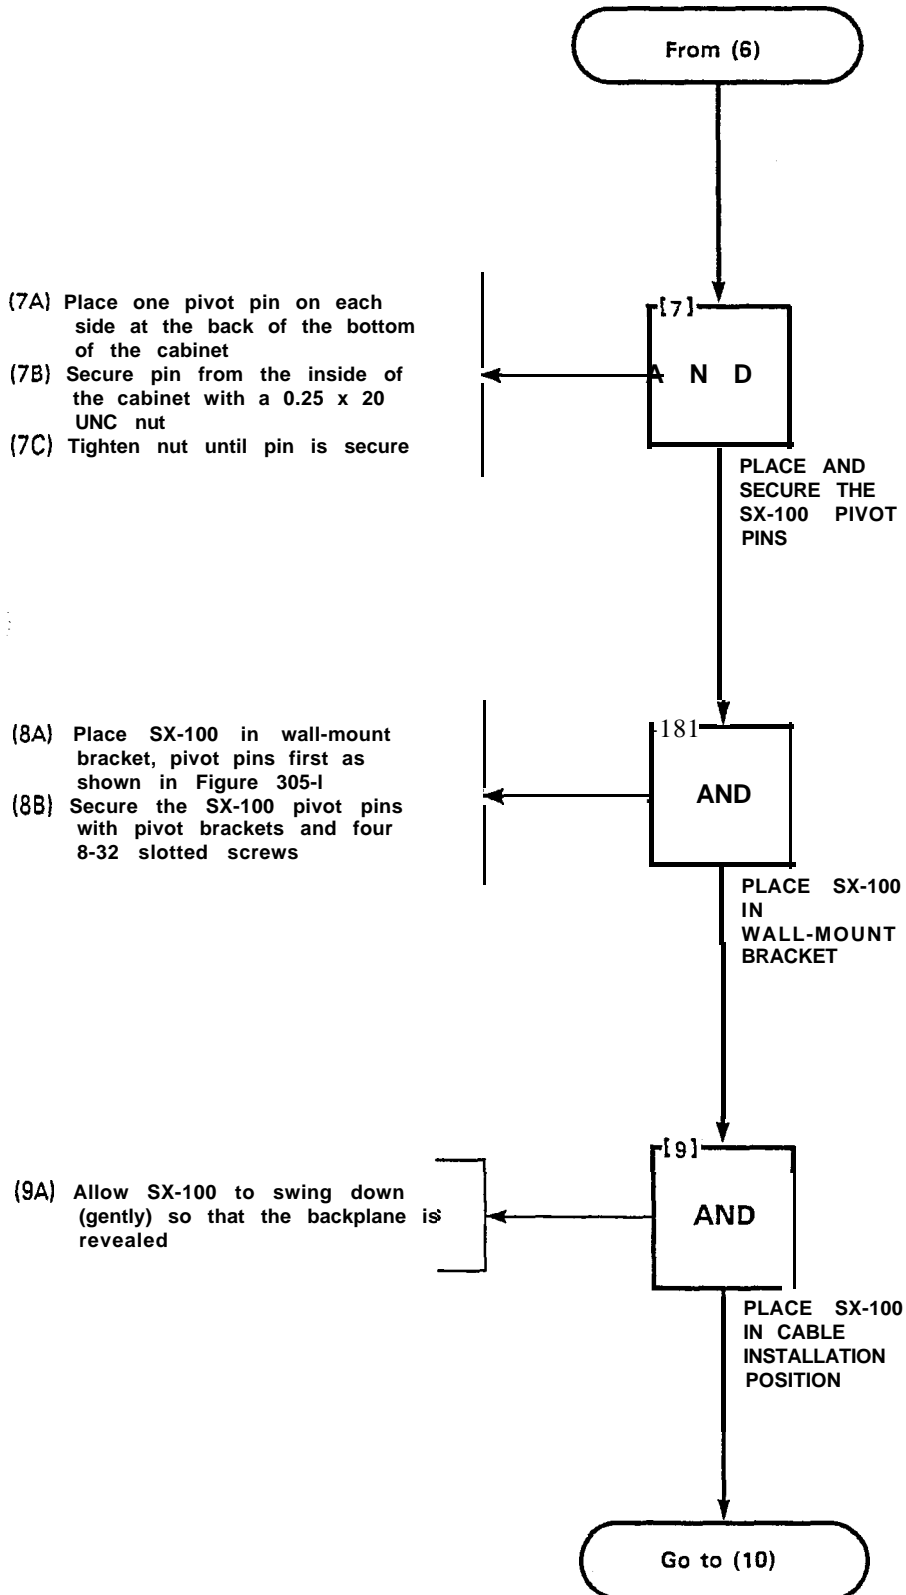 From (6)
(7A) Place one pivot pin on each
side at the back of the bottom
of the cabinet
(7B) Secure pin from the inside of
the cabinet with a 0.25 x 20
UNC nut
(7C) Tighten nut until pin is secure
[7]
A N D
PLACE AND
SECURE THE
SX-100 PIVOT
PINS
(8A) Place SX-100 in wall-mount
bracket, pivot pins first as
shown in Figure 305-I
(8B) Secure the SX-100 pivot pins
with pivot brackets and four
8-32 slotted screws
-181
AND
PLACE SX-100
IN
WALL-MOUNT
BRACKET
(9A) Allow SX-100 to swing down
(gently) so that the backplane is
revealed
[9]
AND
PLACE SX-100
IN CABLE
INSTALLATION
POSITION
Go to (10)